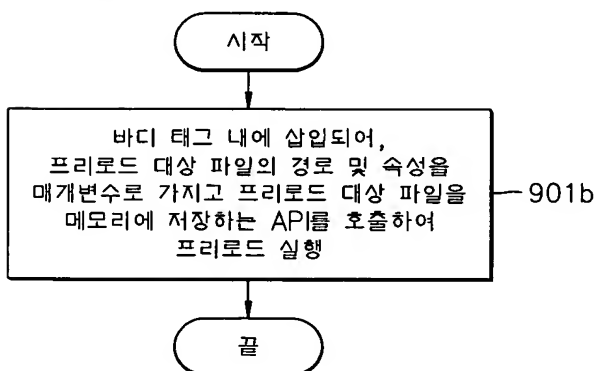 시작
바디 태그 내에 삽입되어,
프리로드 대상 파일의 경로 및 속성을
매개변수로 가지고 프리로드 대상 파일을
메모리에 저장하는 API를 호출하여
프리로드 실행
901b
끝